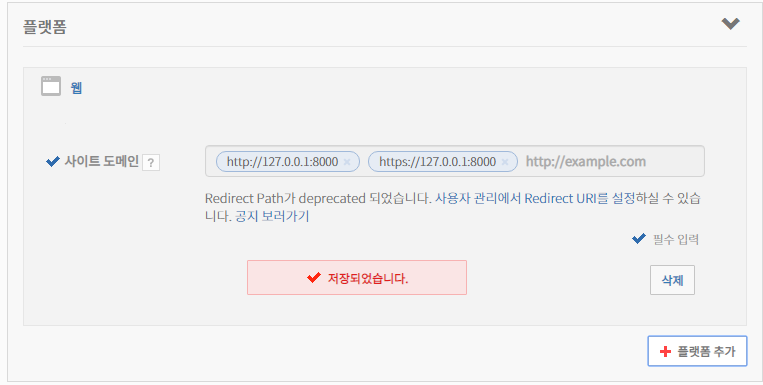 플랫폼
웹
사이트 도메인 ? http://127.0.0.1:8000 × https://127.0.0.1:8000 × http://example.com
Redirect Path가 deprecated 되었습니다. 사용자 관리에서 Redirect URI를 설정하실 수 있습
니다. 공지 보러가기
필수 입력
저장되었습니다. 삭제
플랫폼 추가